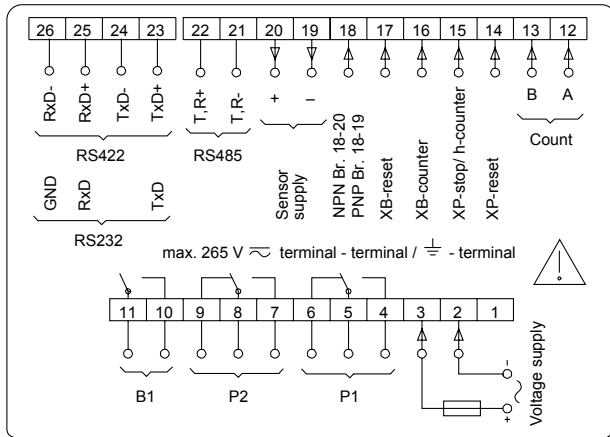 26 25 24 23 22 21 20 19 18 17 16 15 14 13 12
RxD- RxD+ TxD- TxD+ T,R+ T,R- + – NPN Br. 18-20 PNP Br. 18-19 XB-reset XB-counter XP-stop/ h-counter XP-reset B A
RS422 RS485 Sensor supply Count
GND RxD TxD
RS232
max. 265 V ⎓∼ terminal - terminal / ⏚ - terminal
!
11 10 9 8 7 6 5 4 3 2 1
B1 P2 P1
- ~ +
Voltage supply